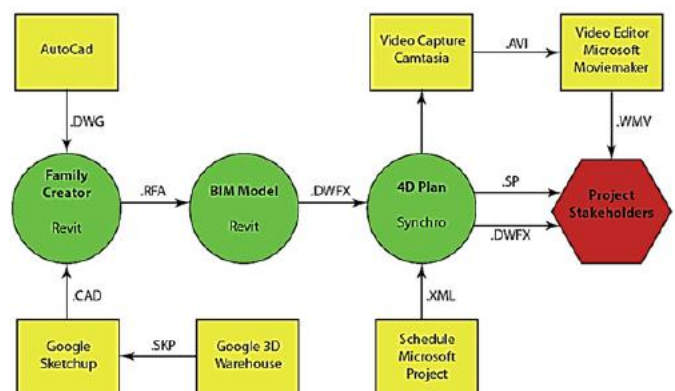 AutoCad
Video Capture
Camtasia
.AVI
Video Editor
Microsoft
Moviemaker
.DWG
.WMV
Family
Creator
Revit
.RFA
BIM Model
Revit
.DWFX
4D Plan
Synchro
.SP
.DWFX
Project
Stakeholders
.CAD
.XML
Google
Sketchup
.SKP
Google 3D
Warehouse
Schedule
Microsoft
Project